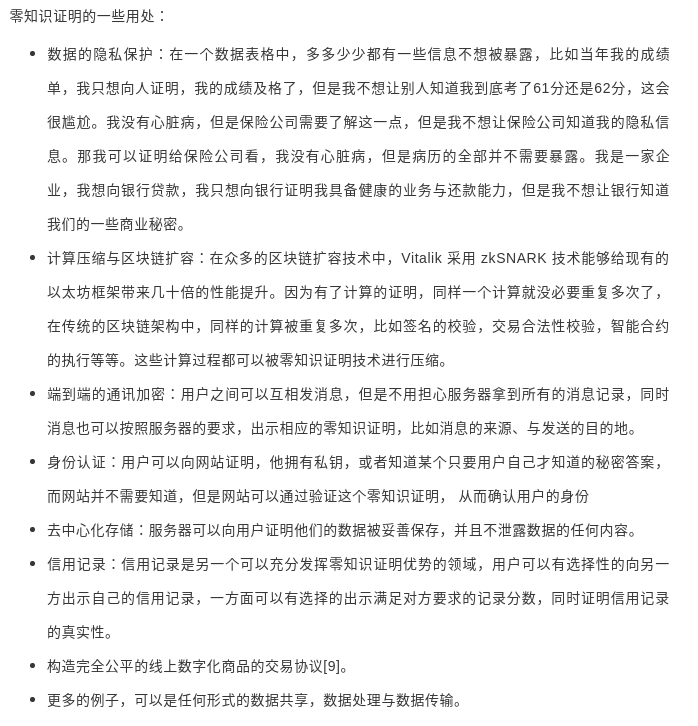 零知识证明的一些用处：
数据的隐私保护：在一个数据表格中，多多少少都有一些信息不想被暴露，比如当年我的成绩
单，我只想向人证明，我的成绩及格了，但是我不想让别人知道我到底考了61分还是62分，这会
很尴尬。我没有心脏病，但是保险公司需要了解这一点，但是我不想让保险公司知道我的隐私信
息。那我可以证明给保险公司看，我没有心脏病，但是病历的全部并不需要暴露。我是一家企
业，我想向银行贷款，我只想向银行证明我具备健康的业务与还款能力，但是我不想让银行知道
我们的一些商业秘密。
计算压缩与区块链扩容：在众多的区块链扩容技术中，Vitalik 采用 zkSNARK 技术能够给现有的
以太坊框架带来几十倍的性能提升。因为有了计算的证明，同样一个计算就没必要重复多次了，
在传统的区块链架构中，同样的计算被重复多次，比如签名的校验，交易合法性校验，智能合约
的执行等等。这些计算过程都可以被零知识证明技术进行压缩。
端到端的通讯加密：用户之间可以互相发消息，但是不用担心服务器拿到所有的消息记录，同时
消息也可以按照服务器的要求，出示相应的零知识证明，比如消息的来源、与发送的目的地。
身份认证：用户可以向网站证明，他拥有私钥，或者知道某个只要用户自己才知道的秘密答案，
而网站并不需要知道，但是网站可以通过验证这个零知识证明， 从而确认用户的身份
去中心化存储：服务器可以向用户证明他们的数据被妥善保存，并且不泄露数据的任何内容。
信用记录：信用记录是另一个可以充分发挥零知识证明优势的领域，用户可以有选择性的向另一
方出示自己的信用记录，一方面可以有选择的出示满足对方要求的记录分数，同时证明信用记录
的真实性。
构造完全公平的线上数字化商品的交易协议[9]。
更多的例子，可以是任何形式的数据共享，数据处理与数据传输。